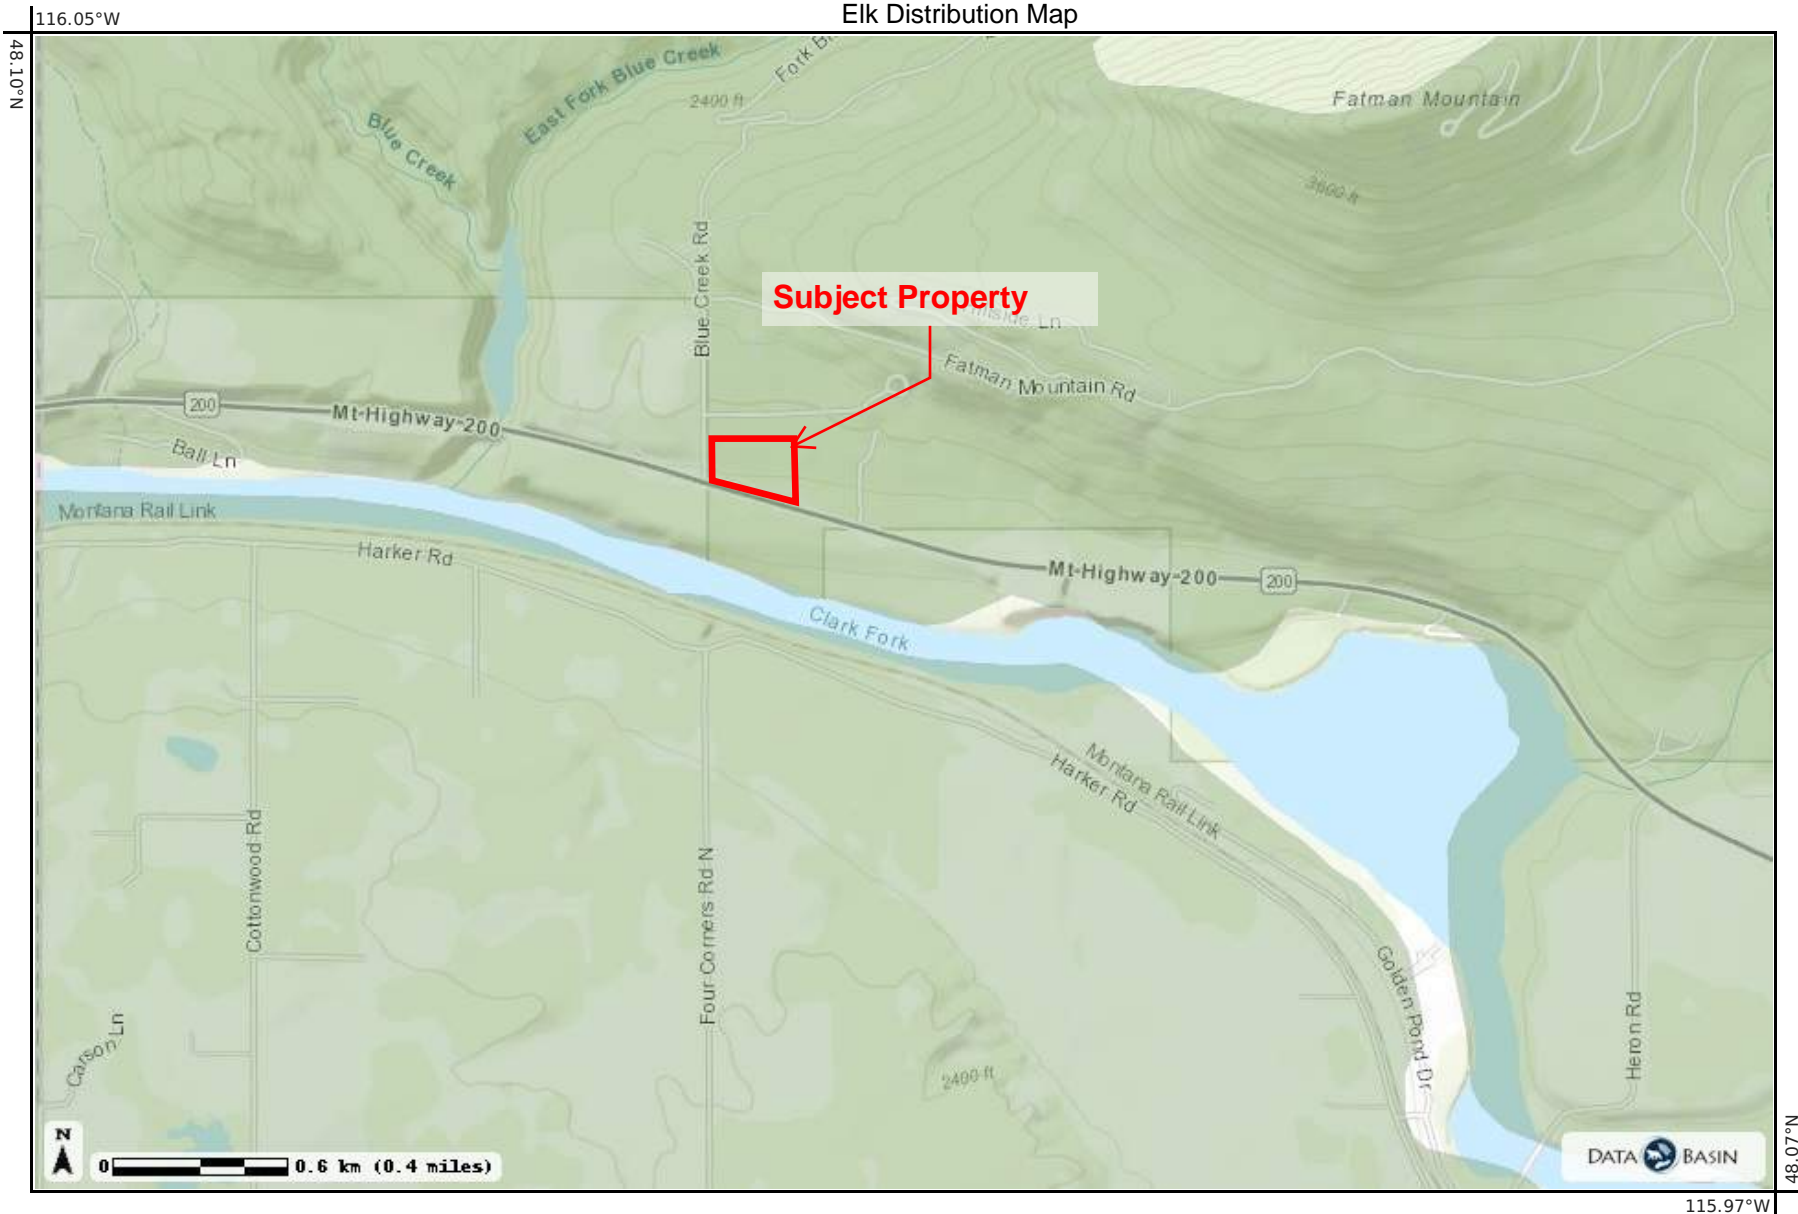 Elk Distribution Map
116.05°W
48.10°N
East Fork Blue Creek
Fork B
2400 ft
Fatman Mountain
Blue Creek
3600 ft
Blue Creek Rd
Subject Property
Hillside Ln
Fatman Mountain Rd
200
Mt-Highway-200
Ball Ln
Montana Rail Link
Harker Rd
Mt-Highway-200
200
Clark Fork
Montana Rail Link
Harker Rd
Cottonwood Rd
Four Corners Rd N
Golden Pond Dr
Heron Rd
Carson Ln
2400 ft
N
0 0.6 km (0.4 miles)
DATA BASIN
48.07°N
115.97°W